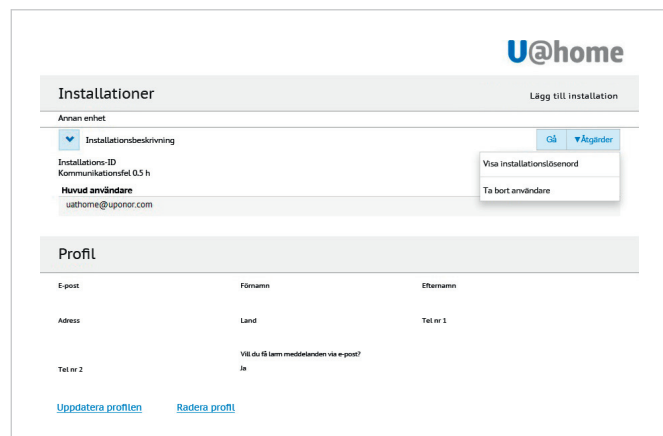 U@home
Installationer
Lägg till installation
Annan enhet
Installationsbeskrivning
Gå ▼Åtgärder
Installations-ID
Kommunikationsfel 0.5 h
Visa installationslösenord
Huvud användare
Ta bort användare
uathome@uponor.com
Profil
E-post Förnamn Efternamn
Adress Land Tel nr 1
Vill du få larm meddelanden via e-post?
Tel nr 2 Ja
Uppdatera profilen Radera profil